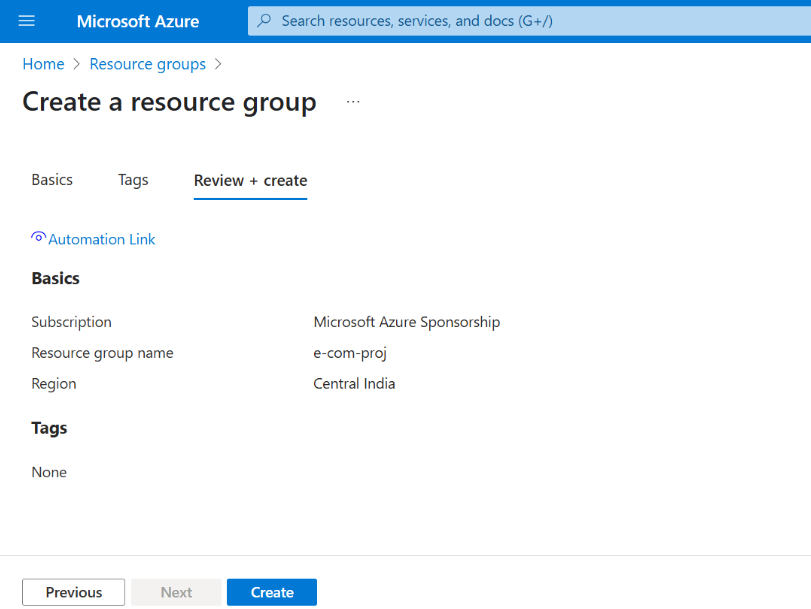 Microsoft Azure Search resources, services, and docs (G+/)
Home > Resource groups >
Create a resource group ...
Basics Tags Review + create
Automation Link
Basics
Subscription Microsoft Azure Sponsorship
Resource group name e-com-proj
Region Central India
Tags
None
Previous Next Create